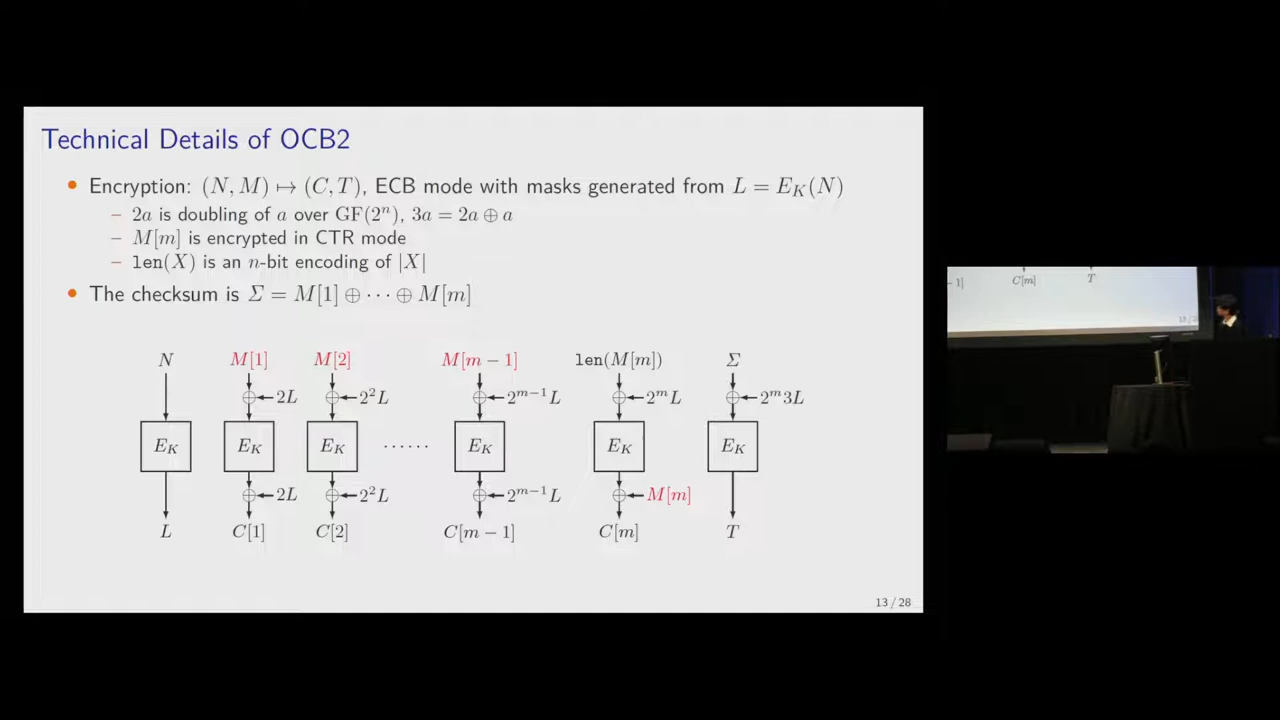 Technical Details of OCB2
• Encryption: (N, M) ↦ (C, T), ECB mode with masks generated from L = E_K(N)
– 2a is doubling of a over GF(2^n), 3a = 2a ⊕ a
– M[m] is encrypted in CTR mode
– len(X) is an n-bit encoding of |X|
• The checksum is Σ = M[1] ⊕ ⋯ ⊕ M[m]
N M[1] M[2] M[m − 1] len(M[m]) Σ
2L 2^2L 2^{m−1}L 2^mL 2^m3L
E_K E_K E_K ⋯⋯ E_K E_K E_K
2L 2^2L 2^{m−1}L M[m]
L C[1] C[2] C[m − 1] C[m] T
13 / 28
− 1] C[m] T